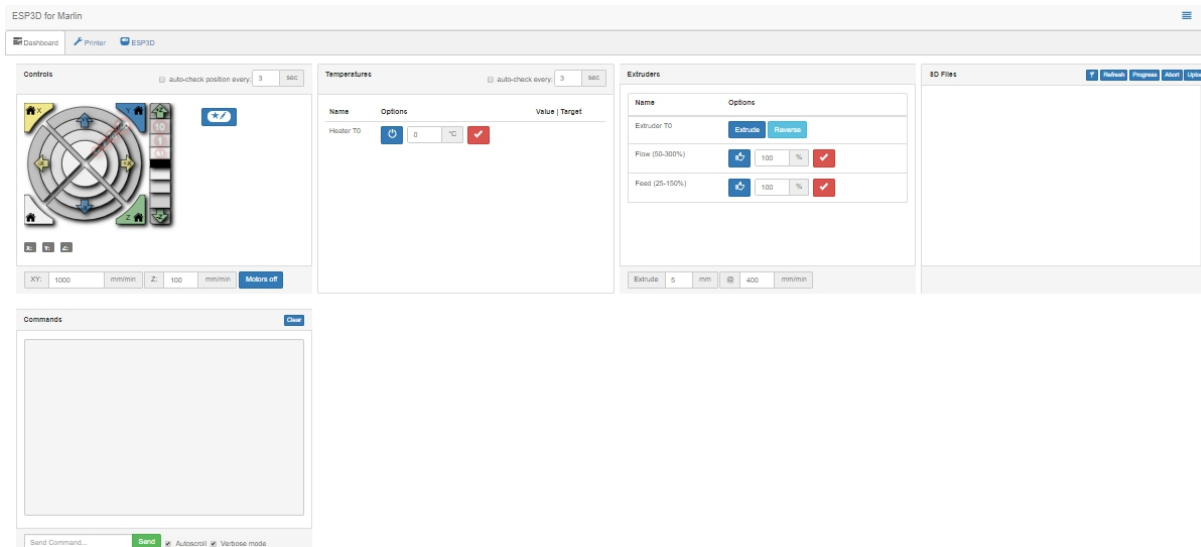 ESP3D for Marlin
Dashboard Printer ESP3D
Controls
auto-check position every: 3 sec
X Y
10
1
Z
X: Y: Z:
XY: 1000 mm/min Z: 100 mm/min Motors off
Temperatures
auto-check every: 3 sec
Name Options Value | Target
Heater T0 0 °C
Extruders
Name Options
Extruder T0 Extrude Reverse
Flow (50-300%) 100 %
Feed (25-150%) 100 %
Extrude 5 mm @ 400 mm/min
SD Files
Refresh Progress Abort Uplo
Commands Clear
Send Command... Send Autoscroll Verbose mode